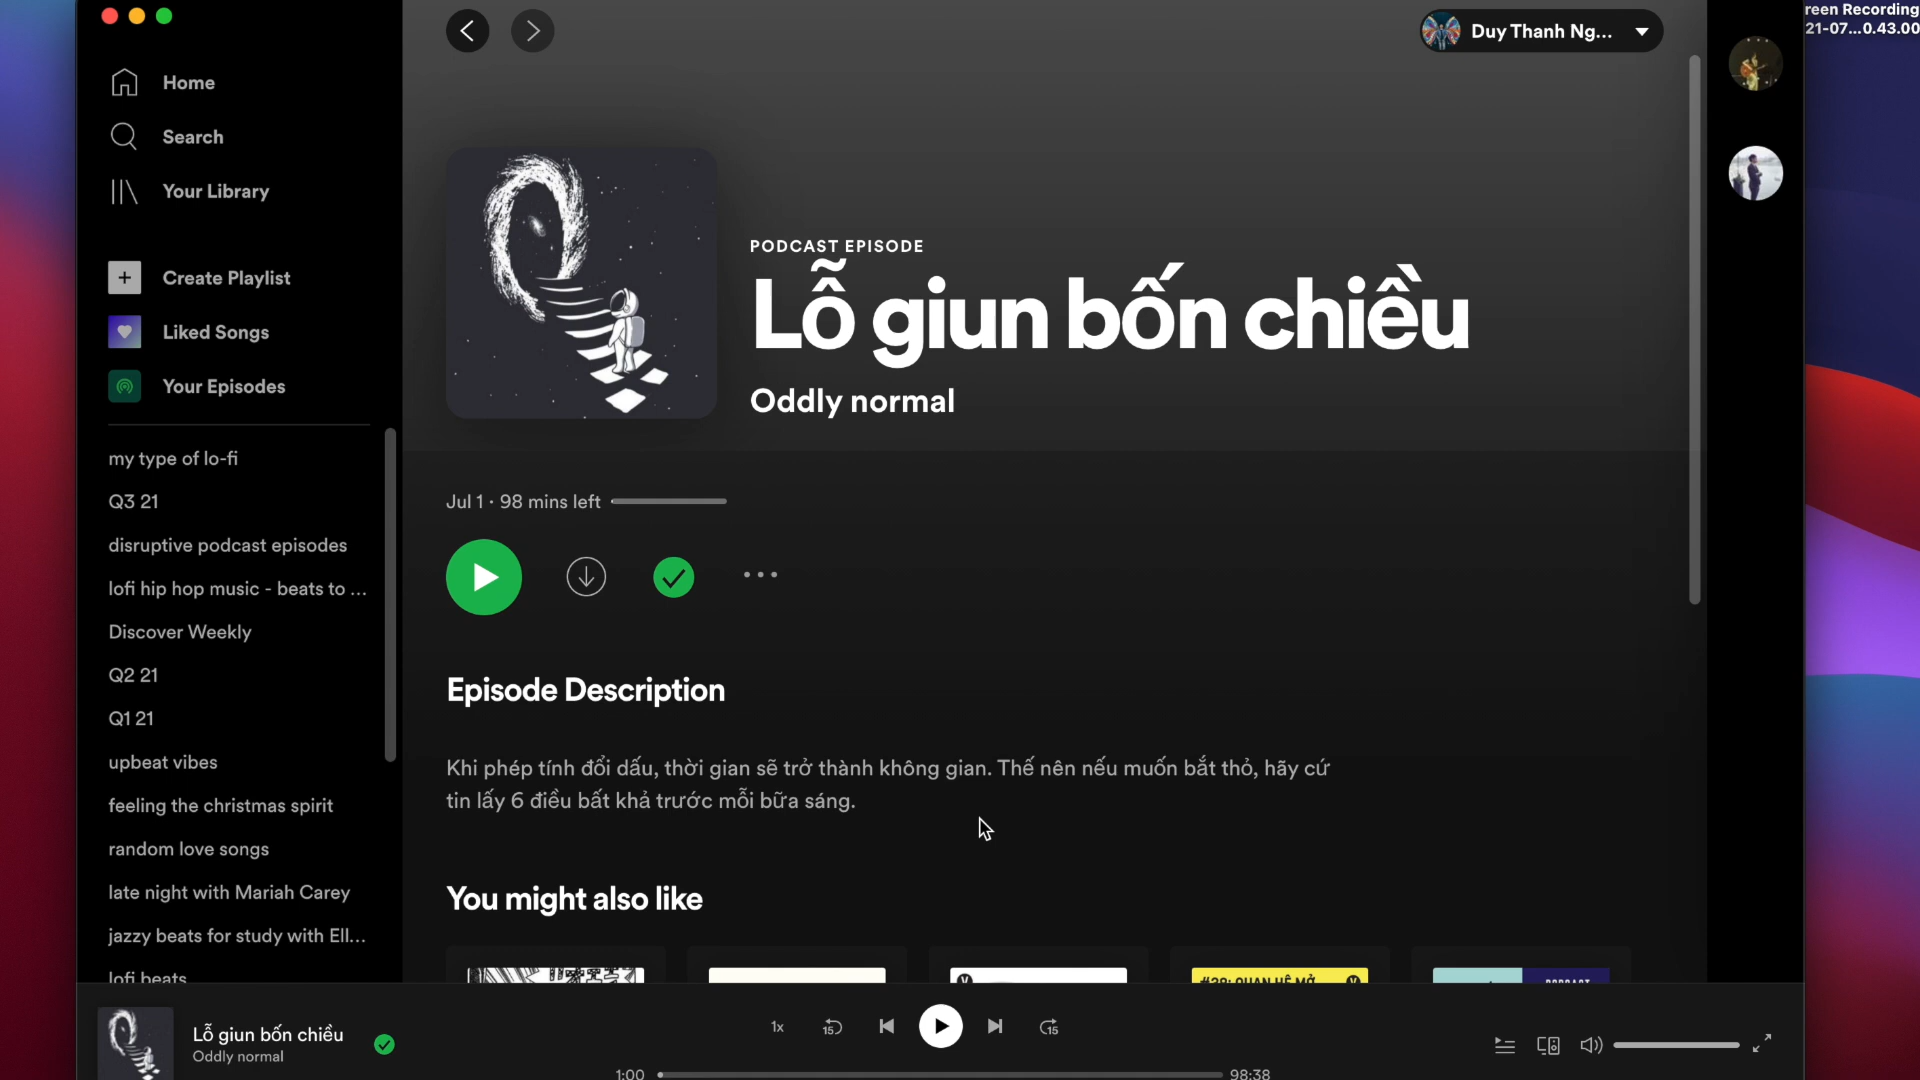 reen Recording
21-07...0.43.00
Duy Thanh Ng...
Home
Search
Your Library
Create Playlist
Liked Songs
Your Episodes
my type of lo-fi
Q3 21
disruptive podcast episodes
lofi hip hop music - beats to ...
Discover Weekly
Q2 21
Q1 21
upbeat vibes
feeling the christmas spirit
random love songs
late night with Mariah Carey
jazzy beats for study with Ell...
lofi beats
PODCAST EPISODE
Lỗ giun bốn chiều
Oddly normal
Jul 1 · 98 mins left
Episode Description
Khi phép tính đổi dấu, thời gian sẽ trở thành không gian. Thế nên nếu muốn bắt thỏ, hãy cứ
tin lấy 6 điều bất khả trước mỗi bữa sáng.
You might also like
#28: QUAN HỆ MỞ
PODCAST
Lỗ giun bốn chiều
Oddly normal
1x
15
15
1:00
98:38